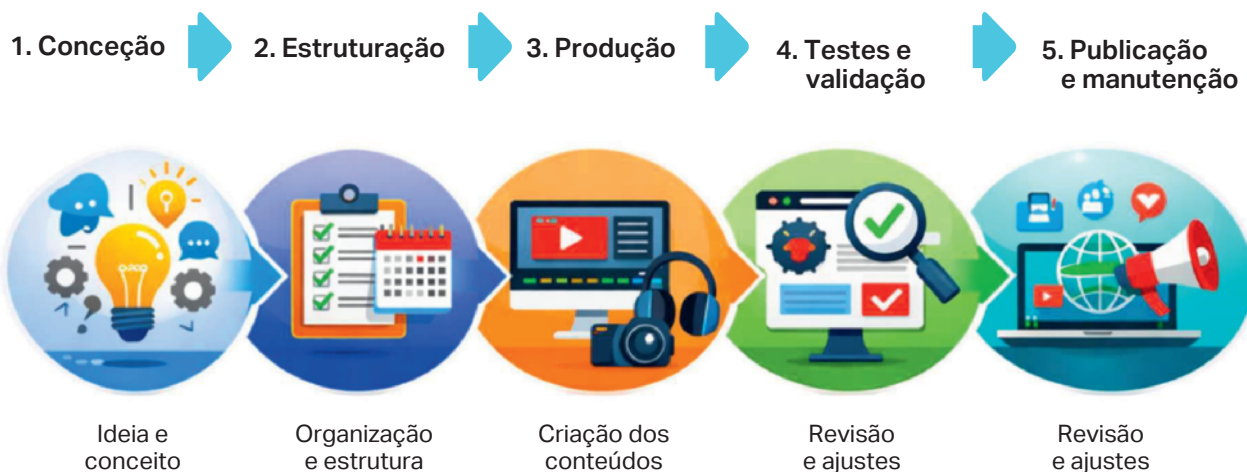 1. Conceção
2. Estruturação
3. Produção
4. Testes e
validação
5. Publicação
e manutenção
Ideia e
conceito
Organização
e estrutura
Criação dos
conteúdos
Revisão
e ajustes
Revisão
e ajustes